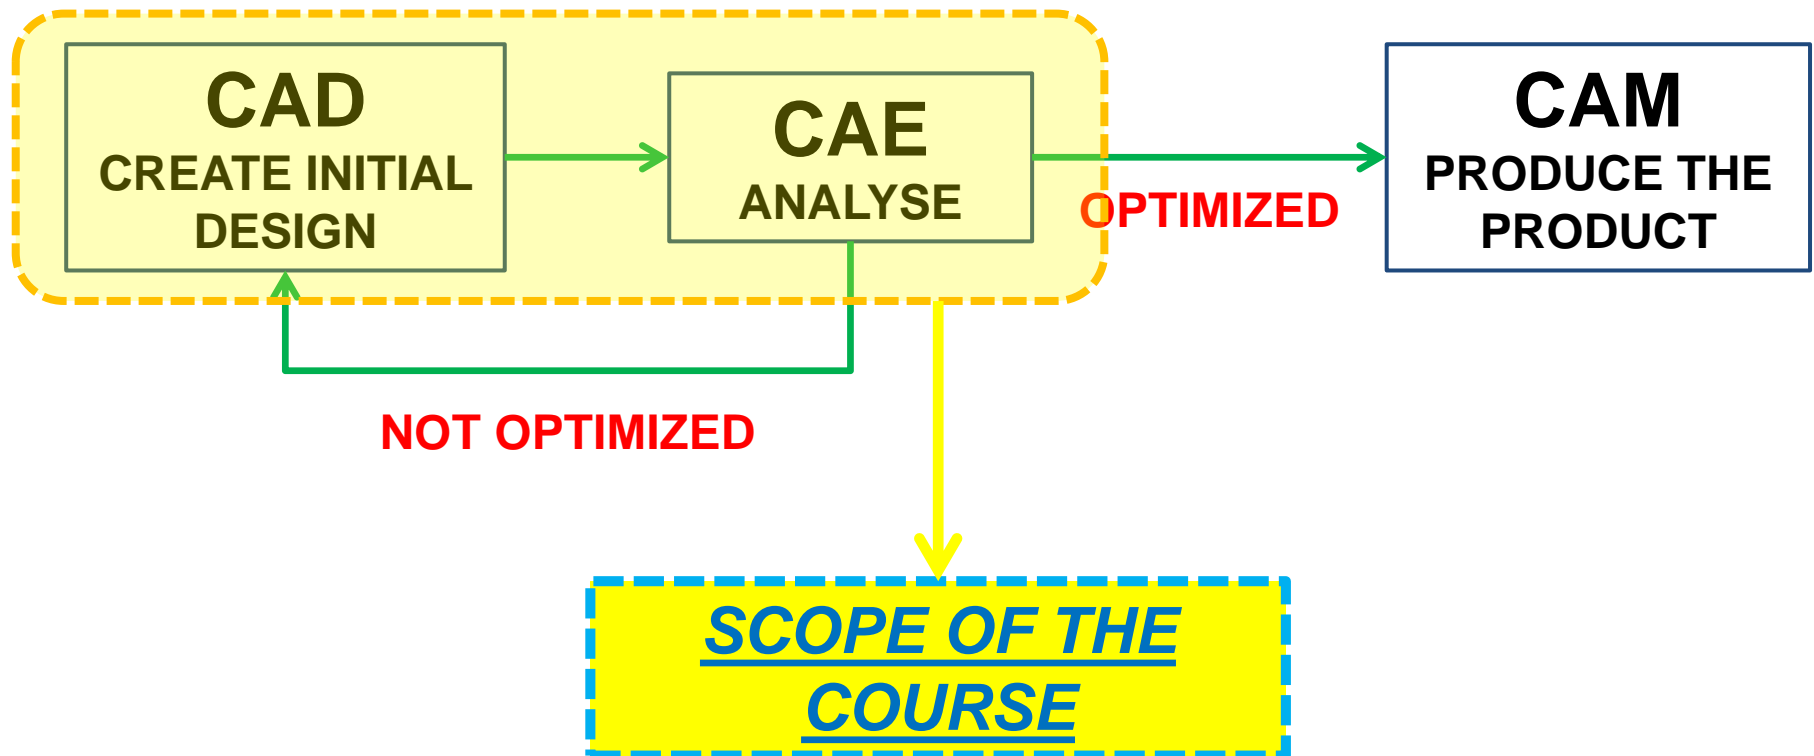 CAD
CREATE INITIAL
DESIGN
CAE
ANALYSE
OPTIMIZED
CAM
PRODUCE THE
PRODUCT
NOT OPTIMIZED
SCOPE OF THE
COURSE